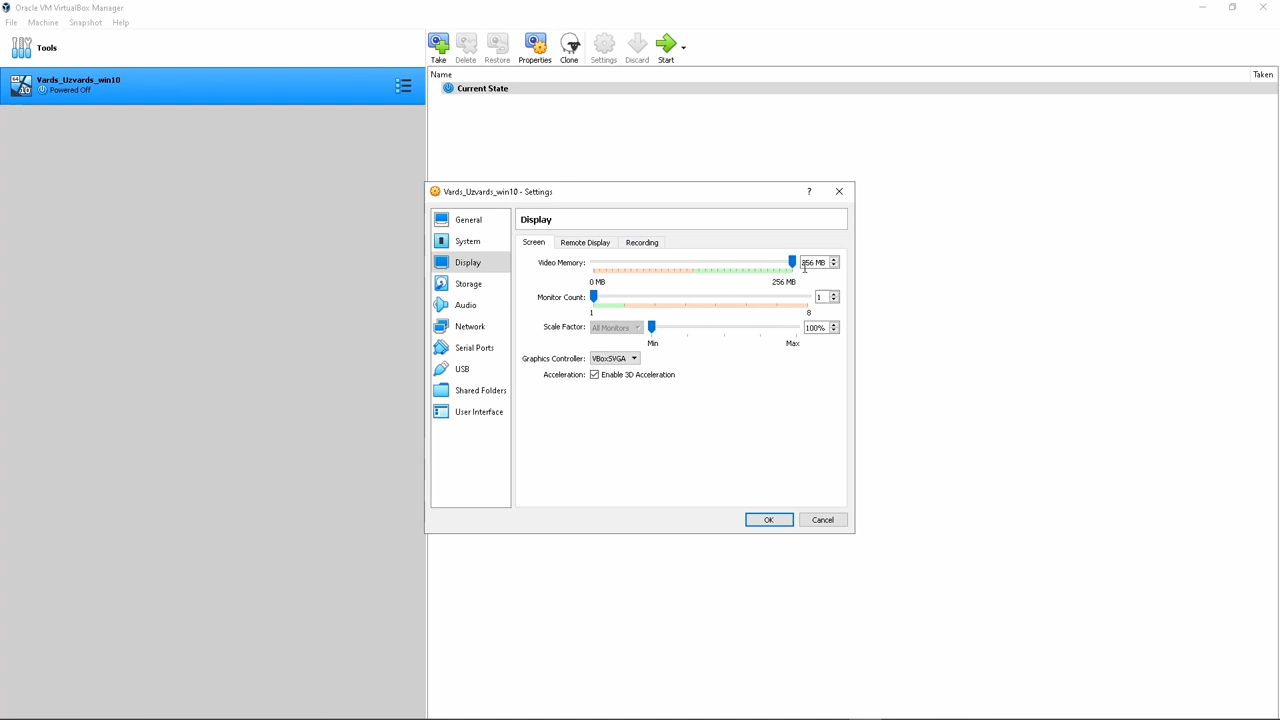 Oracle VM VirtualBox Manager
File Machine Snapshot Help
Tools
Take Delete Restore Properties Clone Settings Discard Start
Name Taken
Vards_Uzvards_win10
Powered Off
Current State
Vards_Uzvards_win10 - Settings
General
System
Display
Storage
Audio
Network
Serial Ports
USB
Shared Folders
User Interface
Display
Screen Remote Display Recording
Video Memory: 256 MB
0 MB 256 MB
Monitor Count: 1
1 8
Scale Factor: All Monitors 100%
Min Max
Graphics Controller: VBoxSVGA
Acceleration: Enable 3D Acceleration
OK Cancel